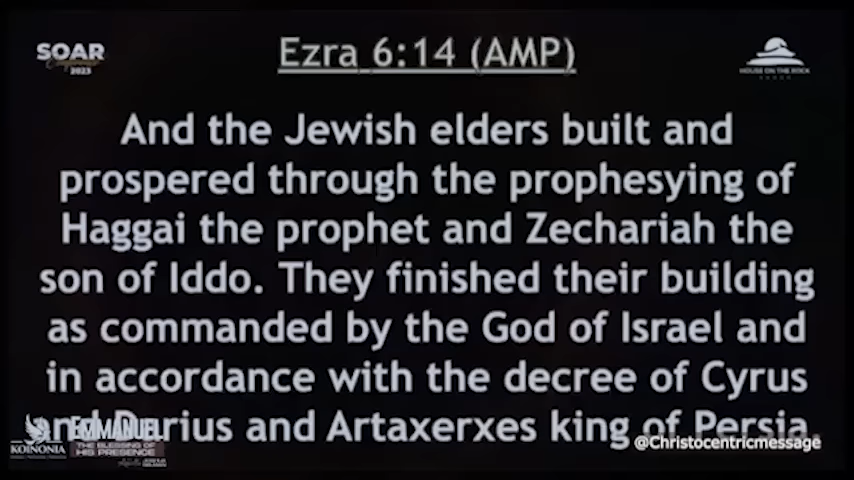 SOAR
Conference
2023
Ezra 6:14 (AMP)
HOUSE ON THE ROCK
And the Jewish elders built and
prospered through the prophesying of
Haggai the prophet and Zechariah the
son of Iddo. They finished their building
as commanded by the God of Israel and
in accordance with the decree of Cyrus
and Darius and Artaxerxes king of Persia.
KOINONIA
EMMANUEL
THE BLESSING OF
HIS PRESENCE
@Christocentricmessage